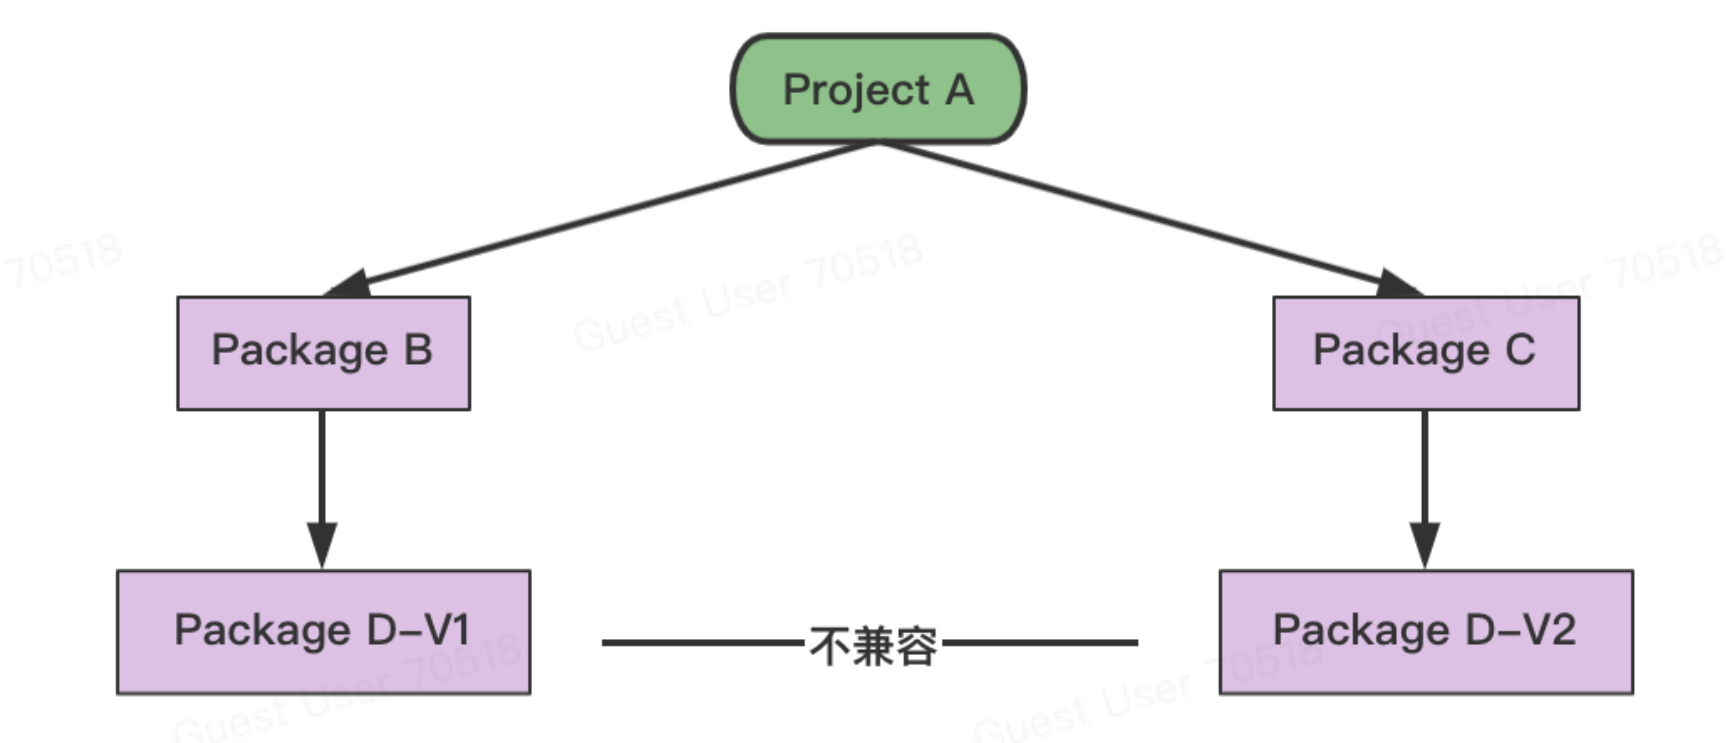 Project A
70518
Guest User 70518
Guest User 70518
Package B
Package C
Package D-V1
不兼容
Package D-V2
Guest User 70518
Guest User 70518